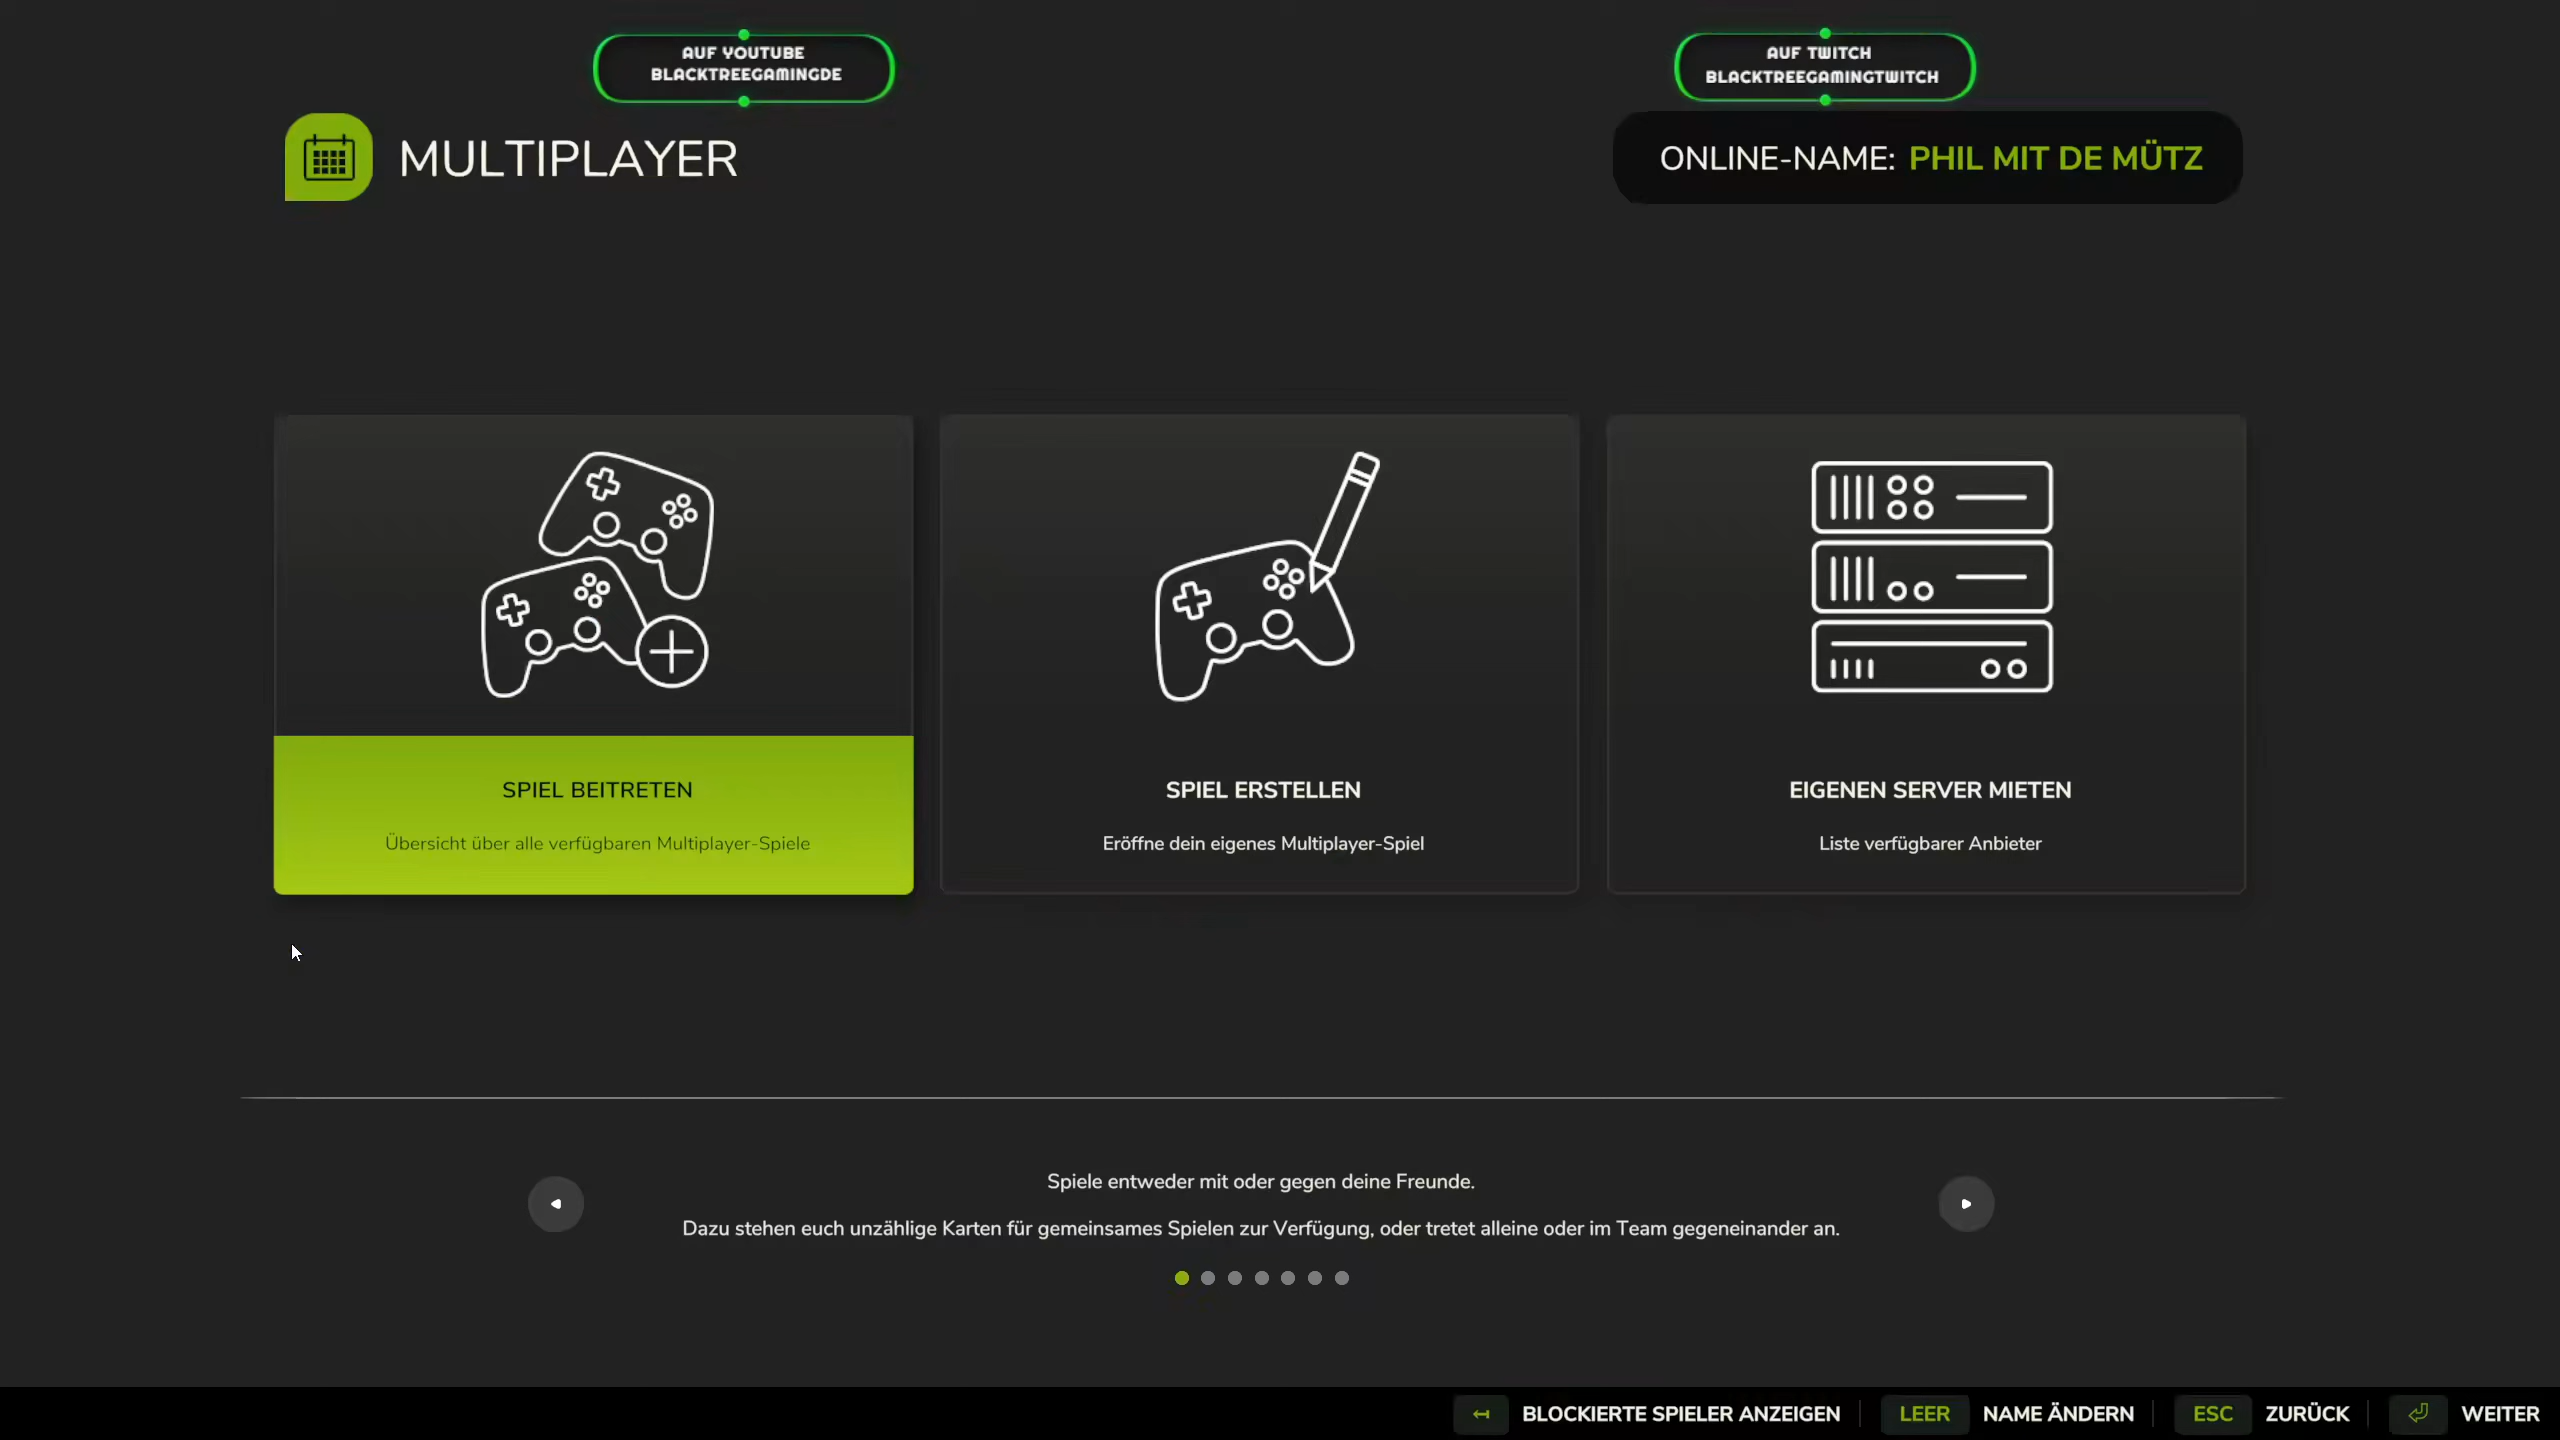 AUF YOUTUBE
BLACKTREEGAMINGDE
AUF TWITCH
BLACKTREEGAMINGTWITCH
MULTIPLAYER
ONLINE-NAME: PHIL MIT DE MÜTZ
SPIEL BEITRETEN
Übersicht über alle verfügbaren Multiplayer-Spiele
SPIEL ERSTELLEN
Eröffne dein eigenes Multiplayer-Spiel
EIGENEN SERVER MIETEN
Liste verfügbarer Anbieter
Spiele entweder mit oder gegen deine Freunde.
Dazu stehen euch unzählige Karten für gemeinsames Spielen zur Verfügung, oder tretet alleine oder im Team gegeneinander an.
BLOCKIERTE SPIELER ANZEIGEN
LEER NAME ÄNDERN
ESC ZURÜCK
WEITER